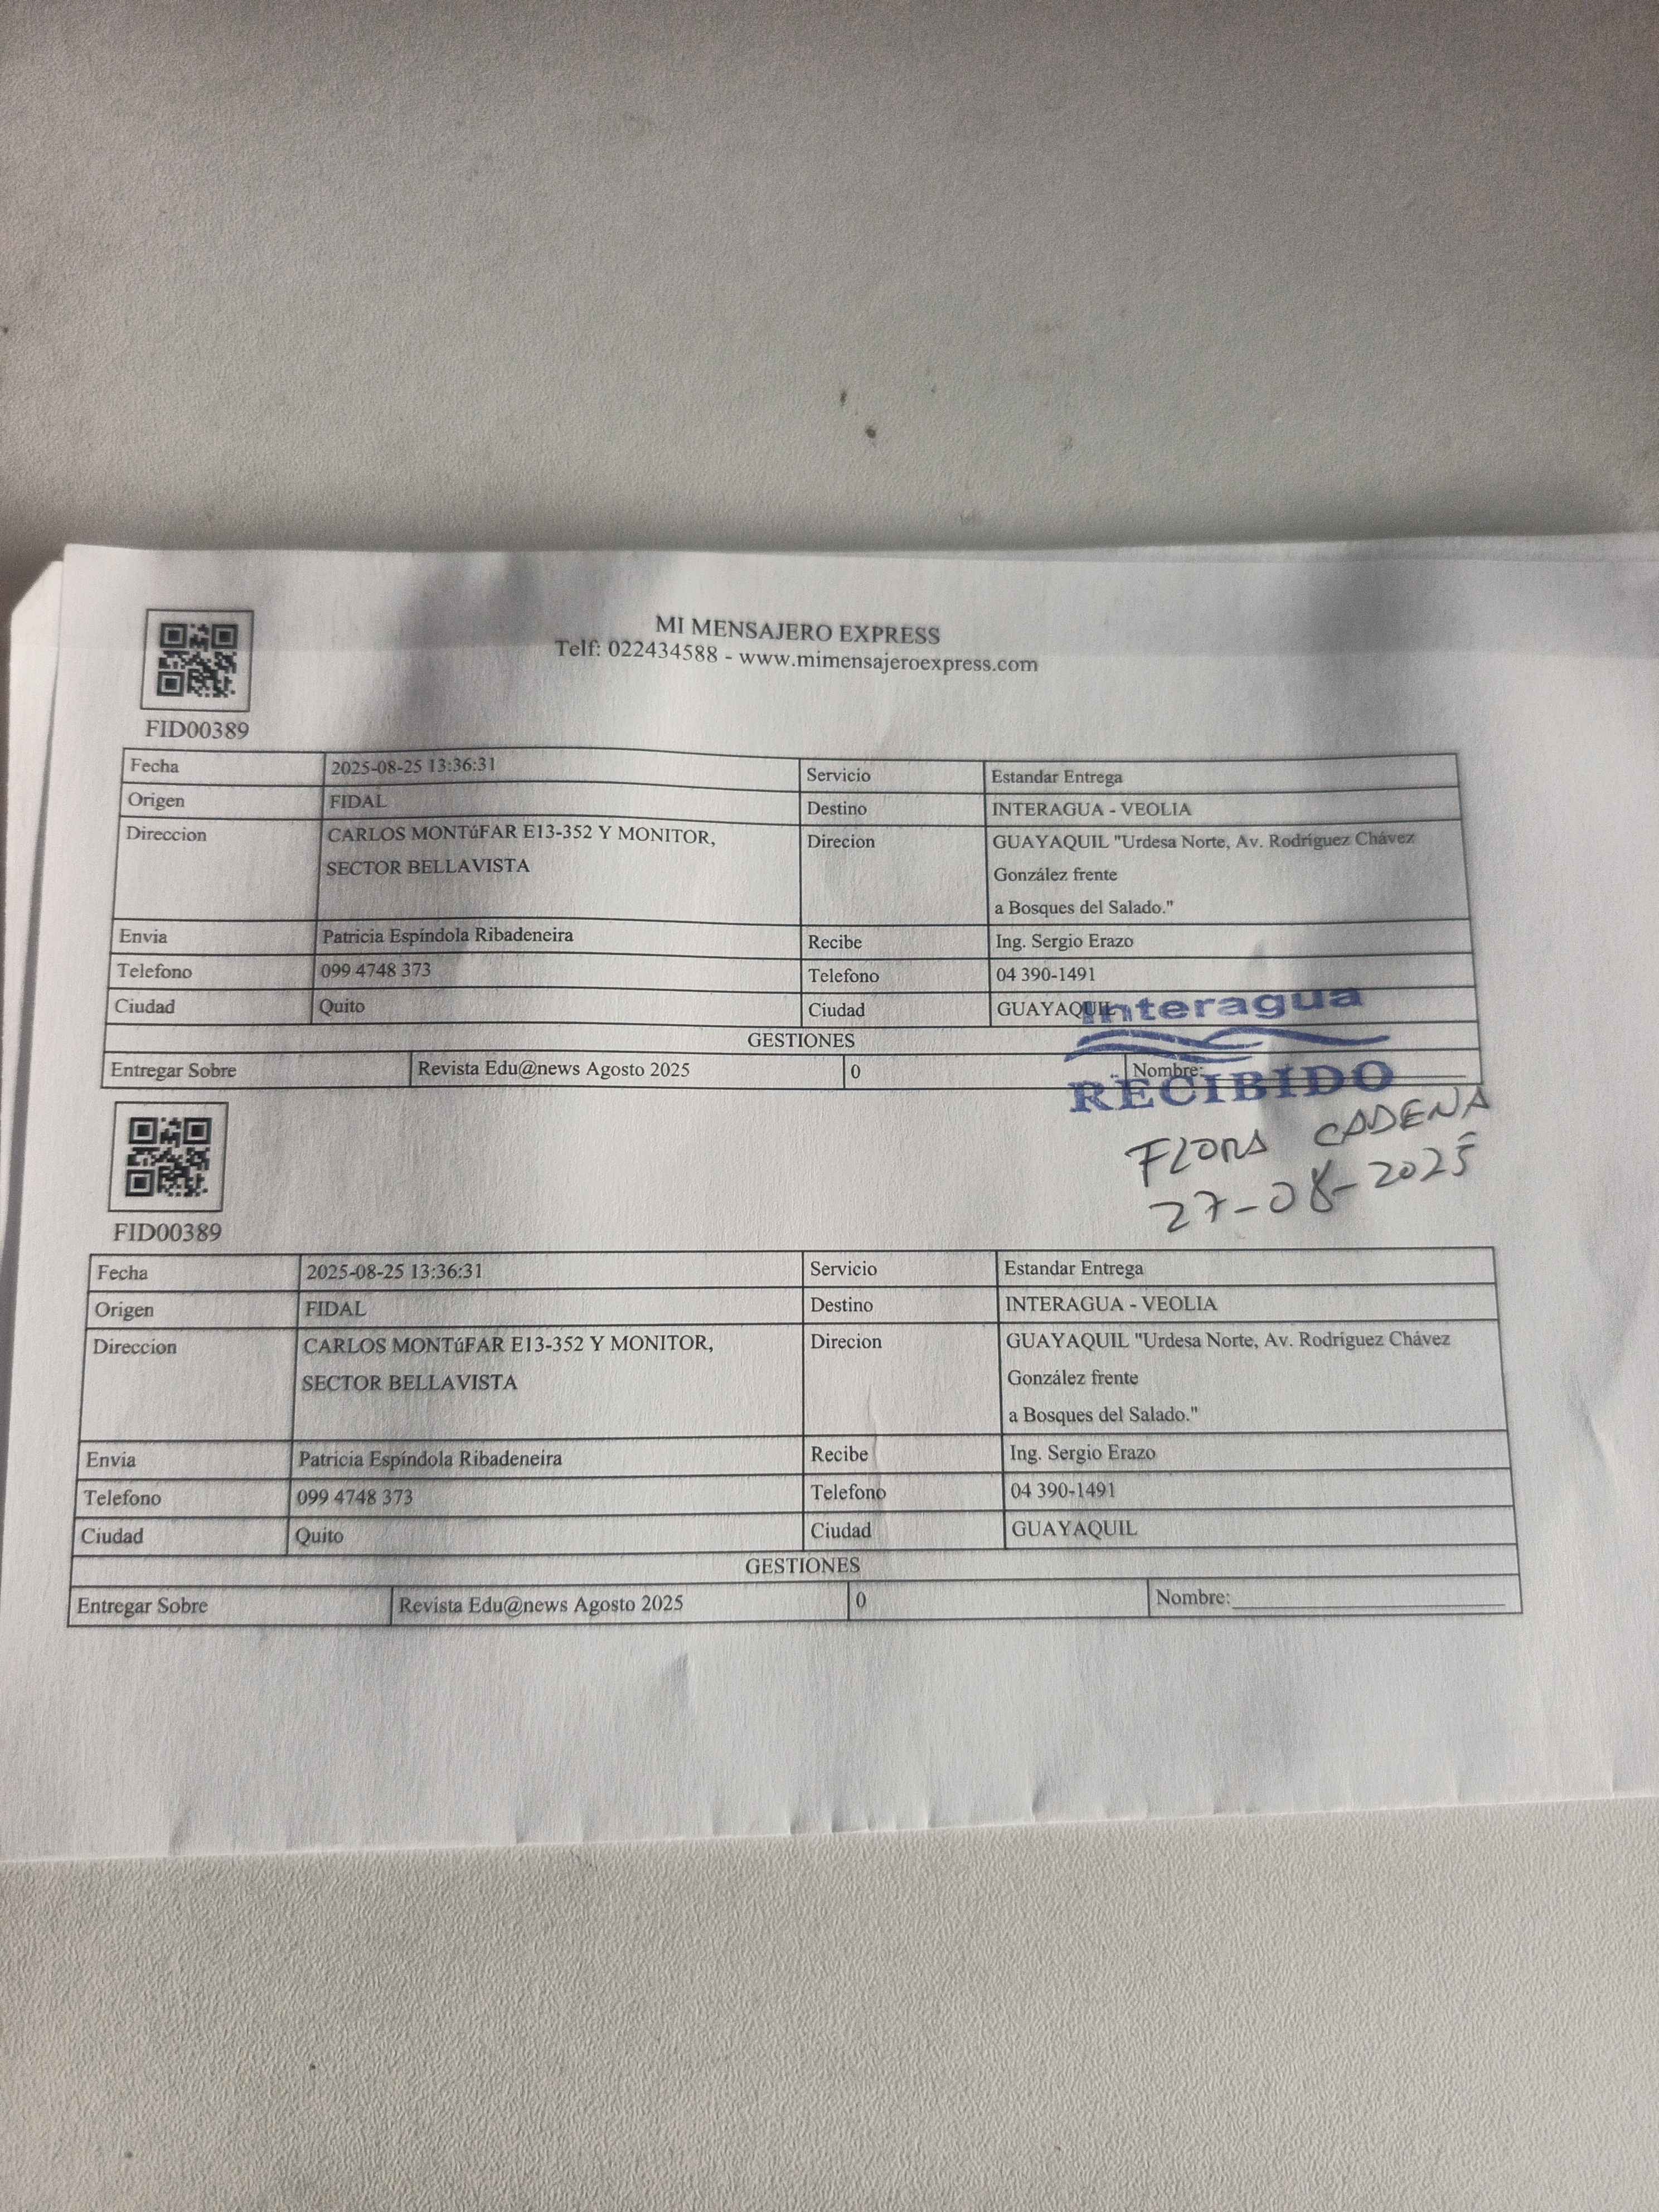 MI MENSAJERO EXPRESS
Telf: 022434588 - www.mimensajeroexpress.com
FID00389
Fecha 2025-08-25 13:36:31 Servicio Estandar Entrega
Origen FIDAL Destino INTERAGUA - VEOLIA
Direccion CARLOS MONTúFAR E13-352 Y MONITOR, Direcion GUAYAQUIL "Urdesa Norte, Av. Rodríguez Chávez
SECTOR BELLAVISTA González frente
a Bosques del Salado."
Envia Patricia Espíndola Ribadeneira Recibe Ing. Sergio Erazo
Telefono 099 4748 373 Telefono 04 390-1491
Ciudad Quito Ciudad GUAYAQUIL
Interagua
GESTIONES
Entregar Sobre Revista Edu@news Agosto 2025 0 Nombre:
RECIBIDO
CADENA
27-08-2025
FID00389
Fecha 2025-08-25 13:36:31 Servicio Estandar Entrega
Origen FIDAL Destino INTERAGUA - VEOLIA
Direccion CARLOS MONTúFAR E13-352 Y MONITOR, Direcion GUAYAQUIL "Urdesa Norte, Av. Rodríguez Chávez
SECTOR BELLAVISTA González frente
a Bosques del Salado."
Envia Patricia Espíndola Ribadeneira Recibe Ing. Sergio Erazo
Telefono 099 4748 373 Telefono 04 390-1491
Ciudad Quito Ciudad GUAYAQUIL
GESTIONES
Entregar Sobre Revista Edu@news Agosto 2025 0 Nombre: